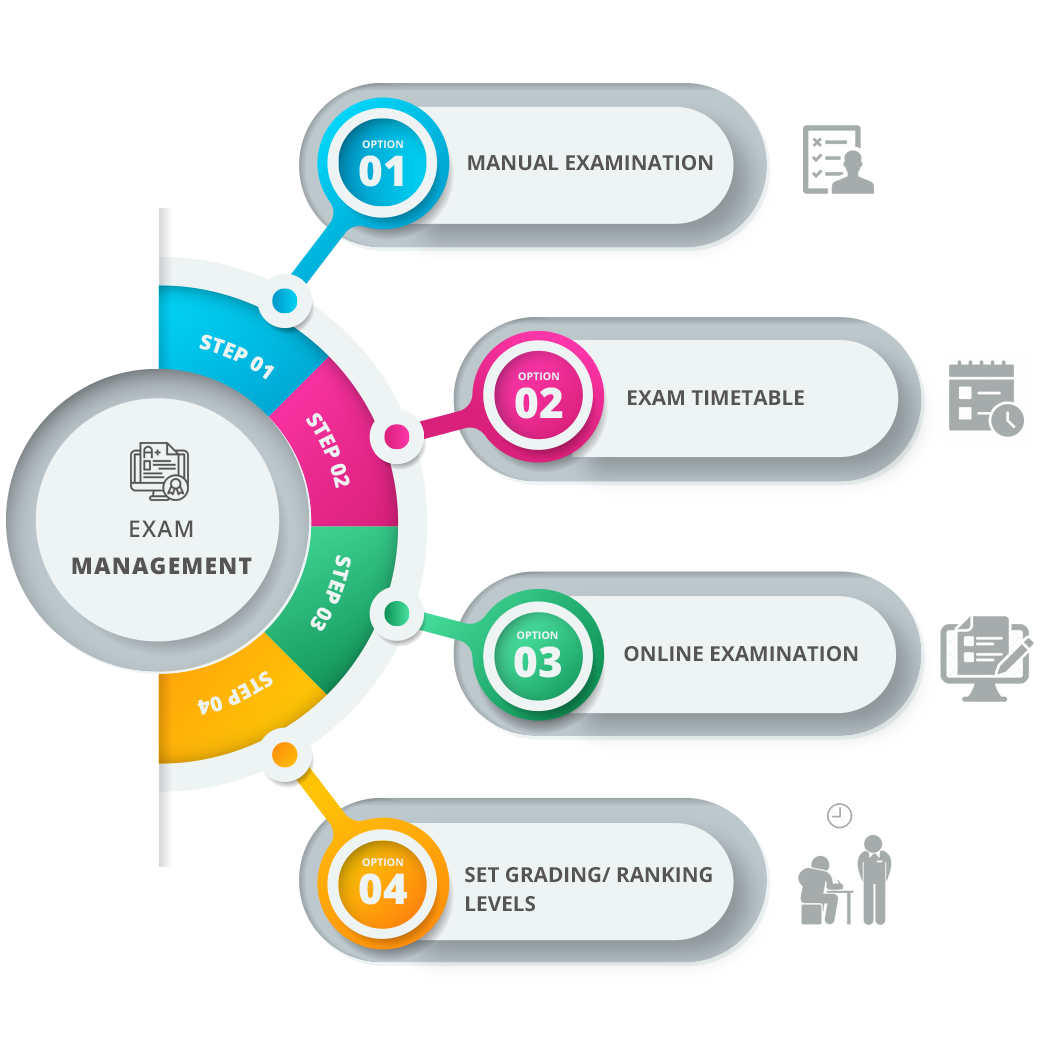 OPTION
01
MANUAL EXAMINATION
STEP 01
OPTION
02
EXAM TIMETABLE
STEP 02
EXAM
MANAGEMENT
STEP 03
OPTION
03
ONLINE EXAMINATION
STEP 04
OPTION
04
SET GRADING/ RANKING
LEVELS